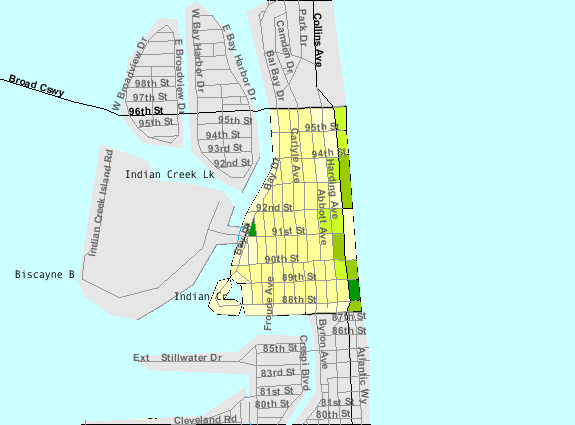 Park Dr
Collins Ave
W Bay Harbor Dr
E Bay Harbor Dr
Camden Dr
Bal Bay Dr
W Broadview Dr
E Broadview Dr
Broad Cswy
98th St
97th St
96th St
95th St
95th St
94th St
93rd St
92nd St
95th St
94th St
Carlyle Ave
Harding Ave
Abbott Ave
Bay Dr
Indian Creek Island Rd
Indian Creek Lk
92nd St
91st St
90th St
89th St
88th St
Biscayne B
Indian Cr
Froude Ave
87th St
86th St
Byron Ave
Crespi Blvd
Atlantic Wy
Ext Stillwater Dr
85th St
83rd St
81st St
80th St
81st St
80th St
Cleveland Rd